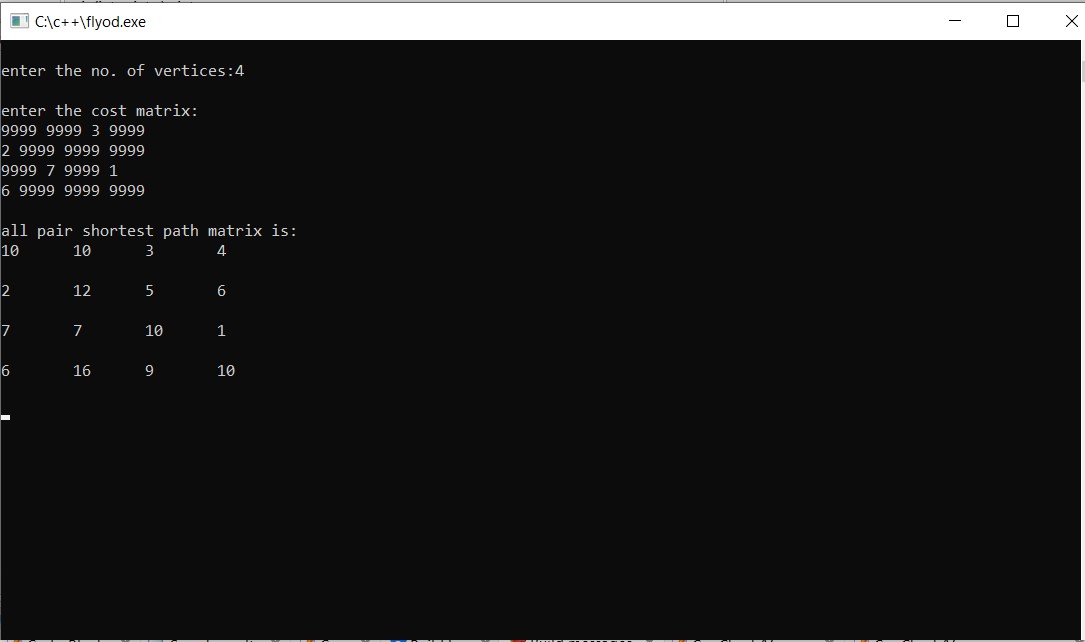 C:\c++\flyod.exe
enter the no. of vertices:4
enter the cost matrix:
9999 9999 3 9999
2 9999 9999 9999
9999 7 9999 1
6 9999 9999 9999
all pair shortest path matrix is:
10 10 3 4
2 12 5 6
7 7 10 1
6 16 9 10